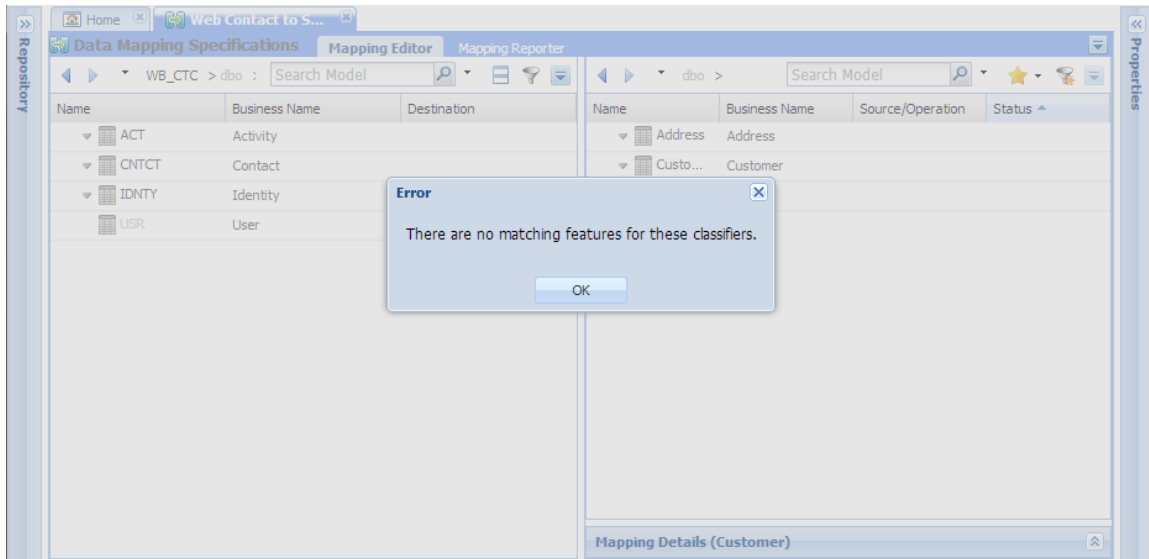 Home
Web Contact to S...
Repository
Data Mapping Specifications
Mapping Editor
Mapping Reporter
WB_CTC > dbo :
Search Model
Name
Business Name
Destination
ACT
Activity
CNTCT
Contact
IDNTY
Identity
USR
User
dbo >
Search Model
Name
Business Name
Source/Operation
Status
Address
Address
Custo...
Customer
Error
There are no matching features for these classifiers.
OK
Mapping Details (Customer)
Properties